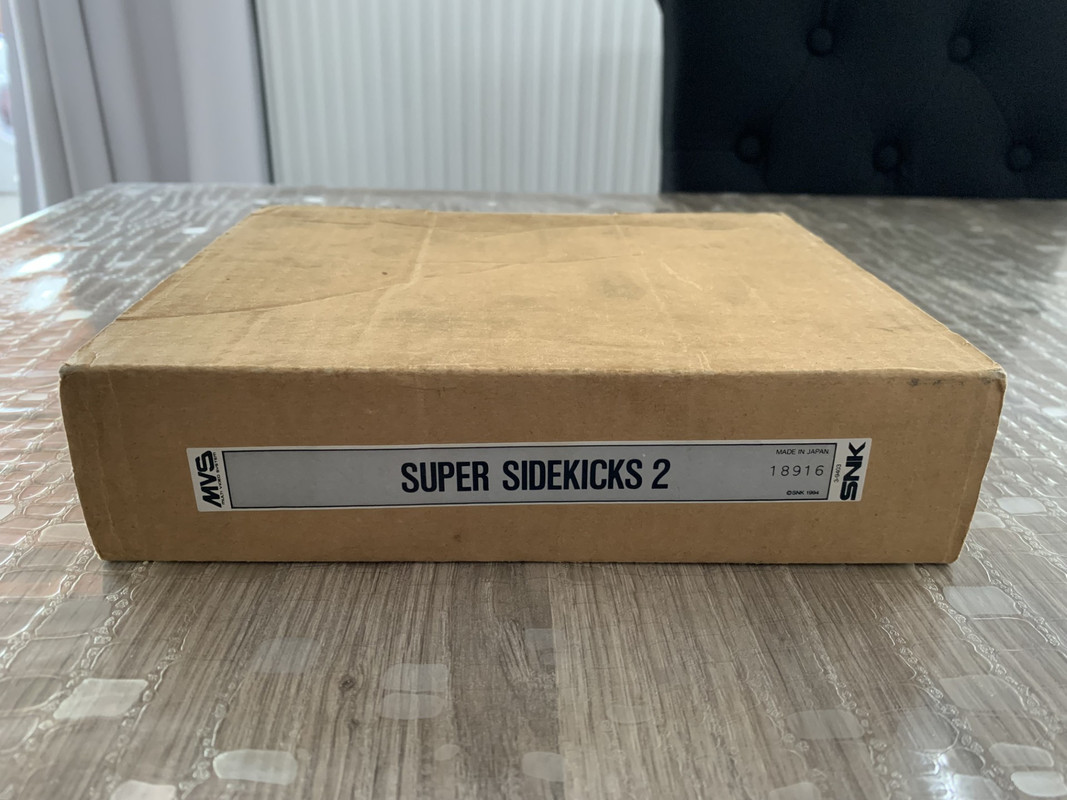 MVS
SUPER SIDEKICKS 2
MADE IN JAPAN
18916
©SNK 1994
SNK